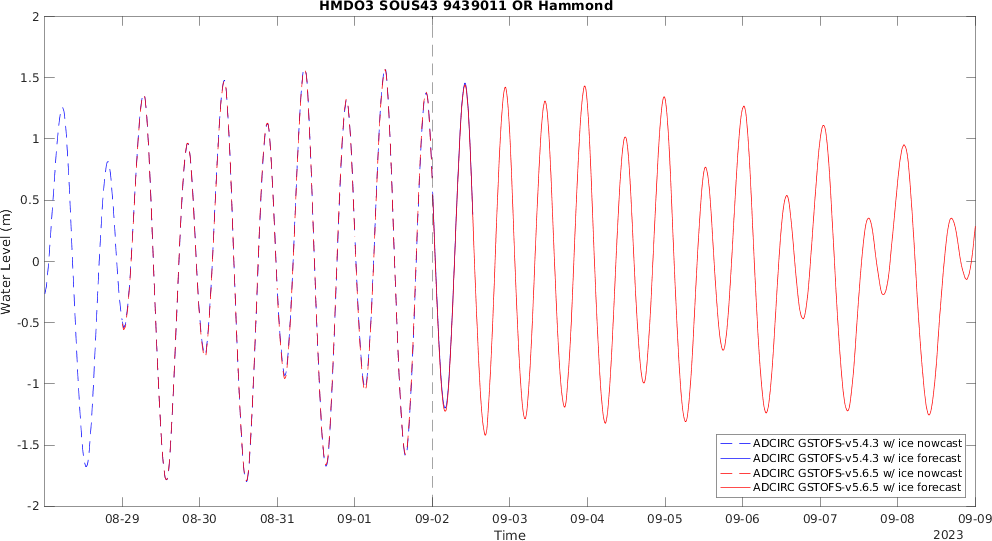 HMDO3 SOUS43 9439011 OR Hammond
2
1.5
1
0.5
0
-0.5
-1
-1.5
-2
Water Level (m)
08-29 08-30 08-31 09-01 09-02 09-03 09-04 09-05 09-06 09-07 09-08 09-09
Time
2023
ADCIRC GSTOFS-v5.4.3 w/ ice nowcast
ADCIRC GSTOFS-v5.4.3 w/ ice forecast
ADCIRC GSTOFS-v5.6.5 w/ ice nowcast
ADCIRC GSTOFS-v5.6.5 w/ ice forecast